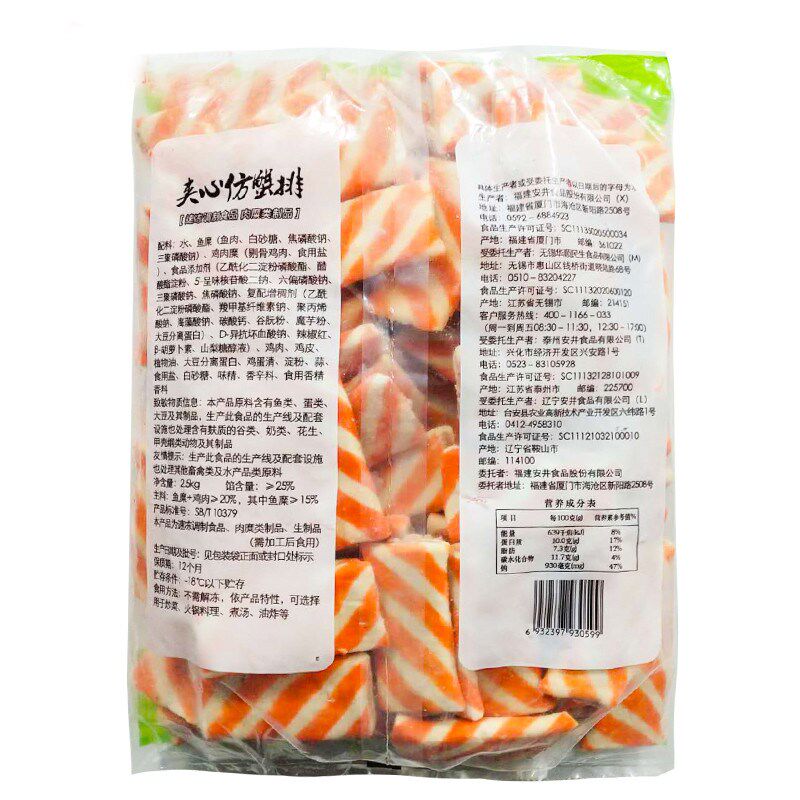 夹心仿蟹排
【速冻调制食品 肉糜类制品】
配料：水、鱼糜（鱼肉、白砂糖、焦磷酸钠、
三聚磷酸钠）、鸡肉糜（剔骨鸡肉、食用盐
）、食品添加剂（乙酰化二淀粉磷酸酯、醋
酸酯淀粉、5'-呈味核苷酸二钠、六偏磷酸钠、
三聚磷酸钠、焦磷酸钠、复配增稠剂（乙酰
化二淀粉磷酸酯、羧甲基纤维素钠、聚丙烯
酸钠、海藻酸钠、碳酸钙、谷朊粉、魔芋粉、
大豆分离蛋白）、D-异抗坏血酸钠、辣椒红、
β-胡萝卜素、山梨糖醇液）、鸡肉、鸡皮、
植物油、大豆分离蛋白、鸡蛋清、淀粉、蒜、
食用盐、白砂糖、味精、香辛料、食用香精
香料
致敏物质信息：本产品原料含有鱼类、蛋类、
大豆及其制品，生产此食品的生产线及配套
设施也处理含有麸质的谷类、奶类、花生、
甲壳纲类动物及其制品
友情提示：生产此食品的生产线及配套设施
也处理其他畜禽类及水产品类原料
净含量：2.5kg 馅含量：≥25%
主料：鱼糜+鸡肉≥20%，其中鱼糜≥15%
产品标准号：SB/T 10379
本产品为速冻调制食品、肉糜类制品、生制品
（需加工后食用）
生产日期及批号：见包装袋正面或封口处标示
保质期：12个月
贮存条件：-18℃以下贮存
食用方法：不需解冻，依产品特性，可选择
用于炒菜、火锅料理、煮汤、油炸等
具体生产者或受委托生产者以日期后的字母为
生产者：福建安井食品股份有限公司（X）
地址：福建省厦门市海沧区新阳路2508号
电话：0592-6884923
食品生产许可证号：SC11135020500034
产地：福建省厦门市 邮编：361022
受委托生产者：无锡华顺民生食品有限公司（M）
地址：无锡市惠山区钱桥街道晓陆路68号
电话：0510-83204227
食品生产许可证号：SC11132020600120
产地：江苏省无锡市 邮编：214151
客户服务热线：400-1166-033
（周一到周五08:30-11:30，12:30-17:00）
受委托生产者：泰州安井食品有限公司（T）
地址：兴化市经济开发区兴安路1号
电话：0523-83105928
食品生产许可证号：SC11132128101009
产地：江苏省泰州市 邮编：225700
受委托生产者：辽宁安井食品有限公司（L）
地址：台安县农业高新技术产业开发区六纬路1号
电话：0412-4958310
食品生产许可证号：SC11121032100010
产地：辽宁省鞍山市
邮编：114100
委托者：福建安井食品股份有限公司
委托者地址：福建省厦门市海沧区新阳路2508号
营养成分表
项目 每100克(g) 营养素参考值%
能量 639千焦(kJ) 8%
蛋白质 10.0克(g) 17%
脂肪 7.3克(g) 12%
碳水化合物 11.7克(g) 4%
钠 930毫克(mg) 47%
6 932397 930599